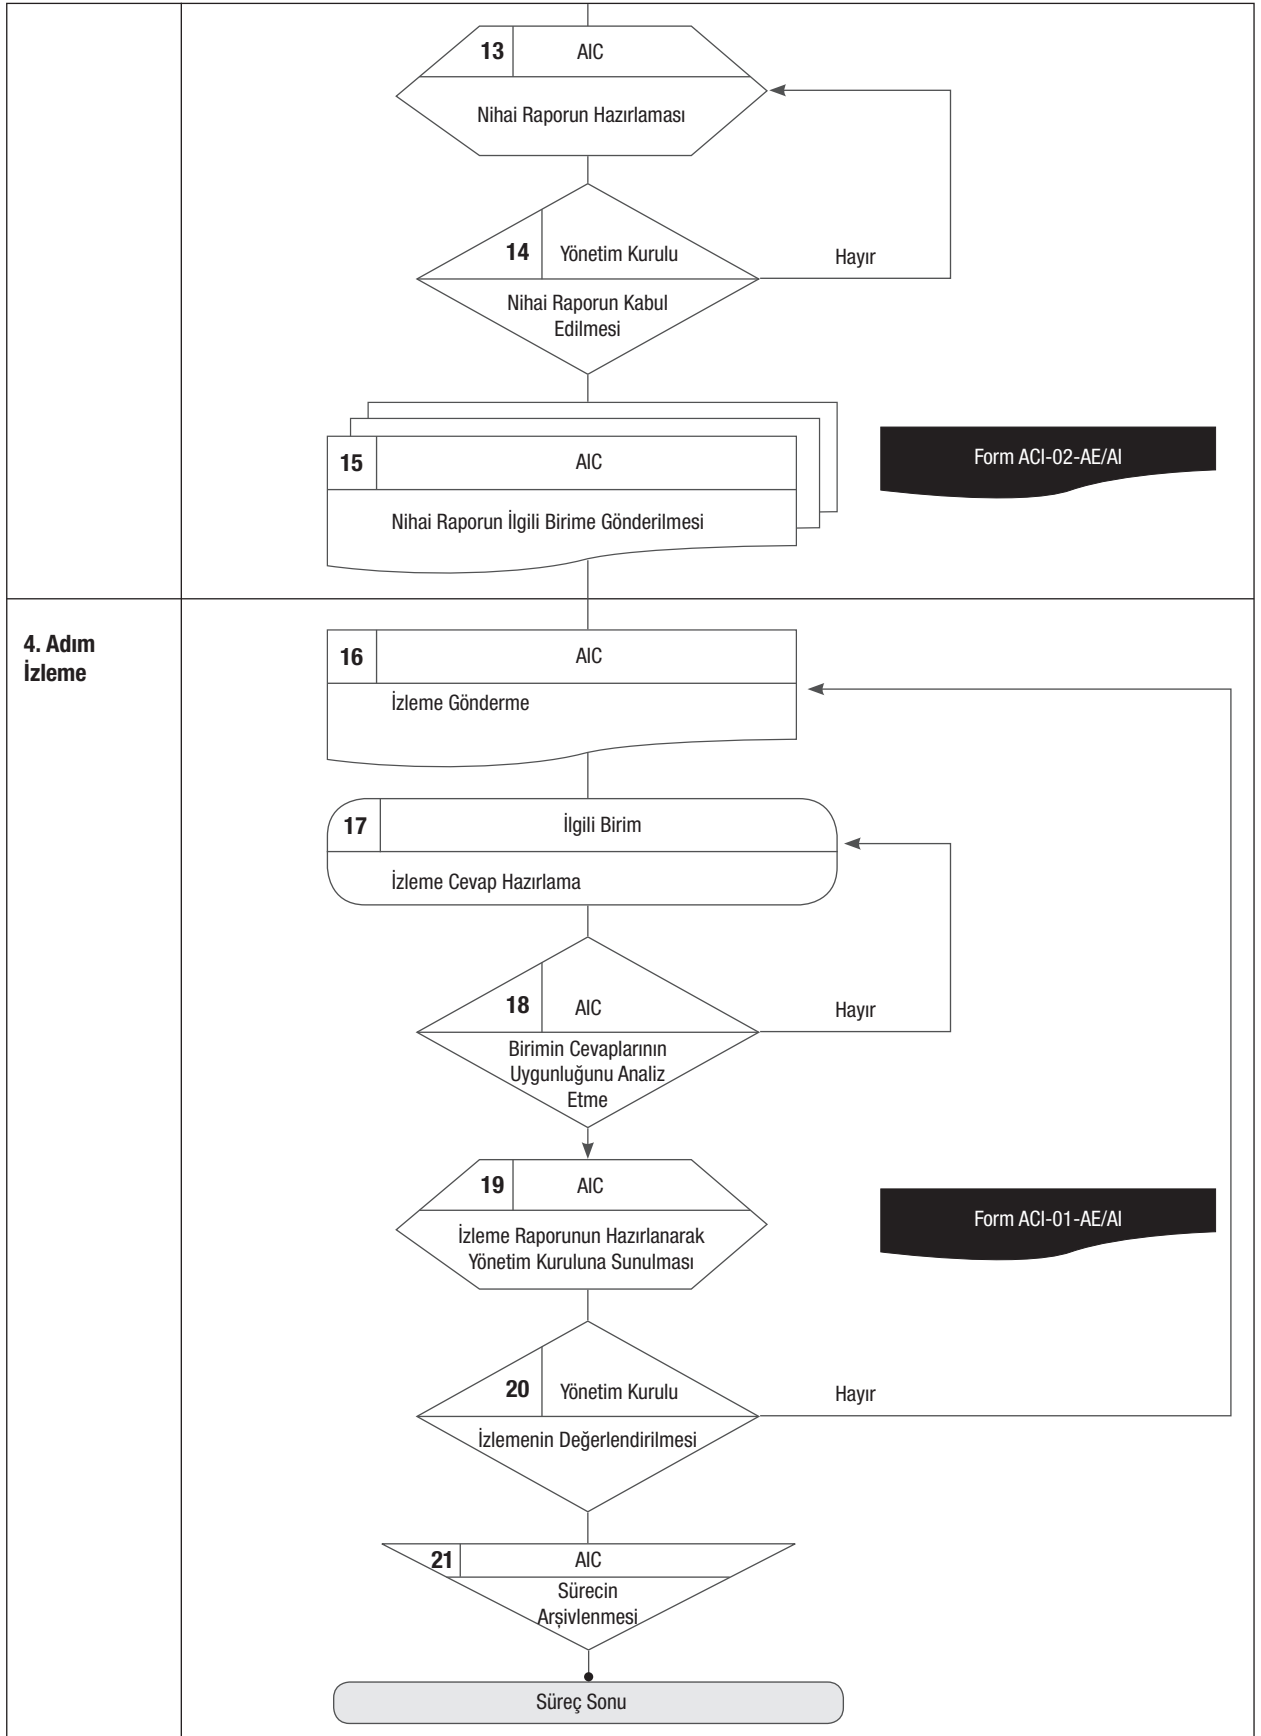 13
AIC
Nihai Raporun Hazırlaması
14
Yönetim Kurulu
Hayır
Nihai Raporun Kabul
Edilmesi
15
AIC
Form ACI-02-AE/AI
Nihai Raporun İlgili Birime Gönderilmesi
4. Adım
İzleme
16
AIC
İzleme Gönderme
17
İlgili Birim
İzleme Cevap Hazırlama
18
AIC
Hayır
Birimin Cevaplarının
Uygunluğunu Analiz
Etme
19
AIC
Form ACI-01-AE/AI
İzleme Raporunun Hazırlanarak
Yönetim Kuruluna Sunulması
20
Yönetim Kurulu
Hayır
İzlemenin Değerlendirilmesi
21
AIC
Sürecin
Arşivlenmesi
Süreç Sonu